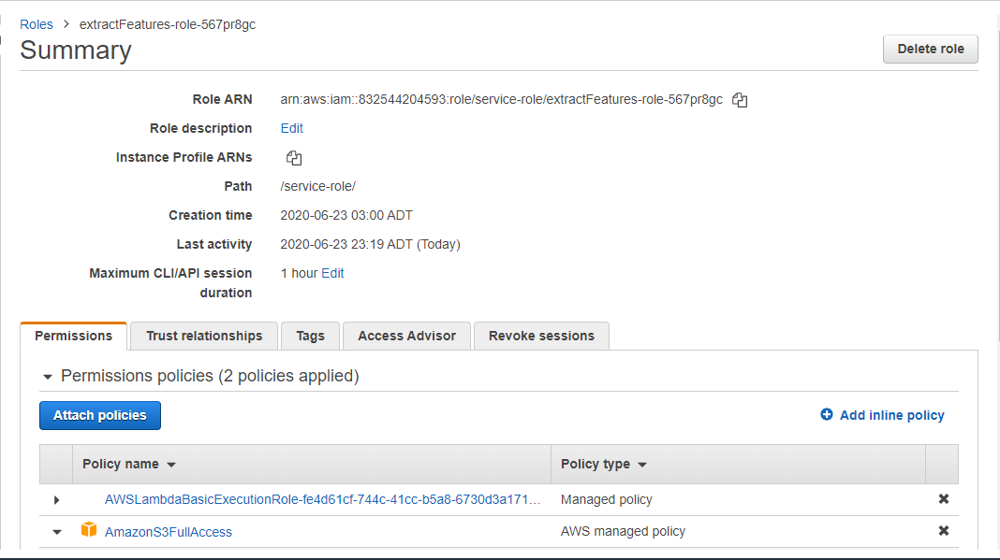 Roles > extractFeatures-role-567pr8gc
Summary
Delete role
Role ARN arn:aws:iam::832544204593:role/service-role/extractFeatures-role-567pr8gc
Role description Edit
Instance Profile ARNs
Path /service-role/
Creation time 2020-06-23 03:00 ADT
Last activity 2020-06-23 23:19 ADT (Today)
Maximum CLI/API session 1 hour Edit
duration
Permissions Trust relationships Tags Access Advisor Revoke sessions
Permissions policies (2 policies applied)
Attach policies Add inline policy
Policy name Policy type
AWSLambdaBasicExecutionRole-fe4d61cf-744c-41cc-b5a8-6730d3a171... Managed policy
AmazonS3FullAccess AWS managed policy